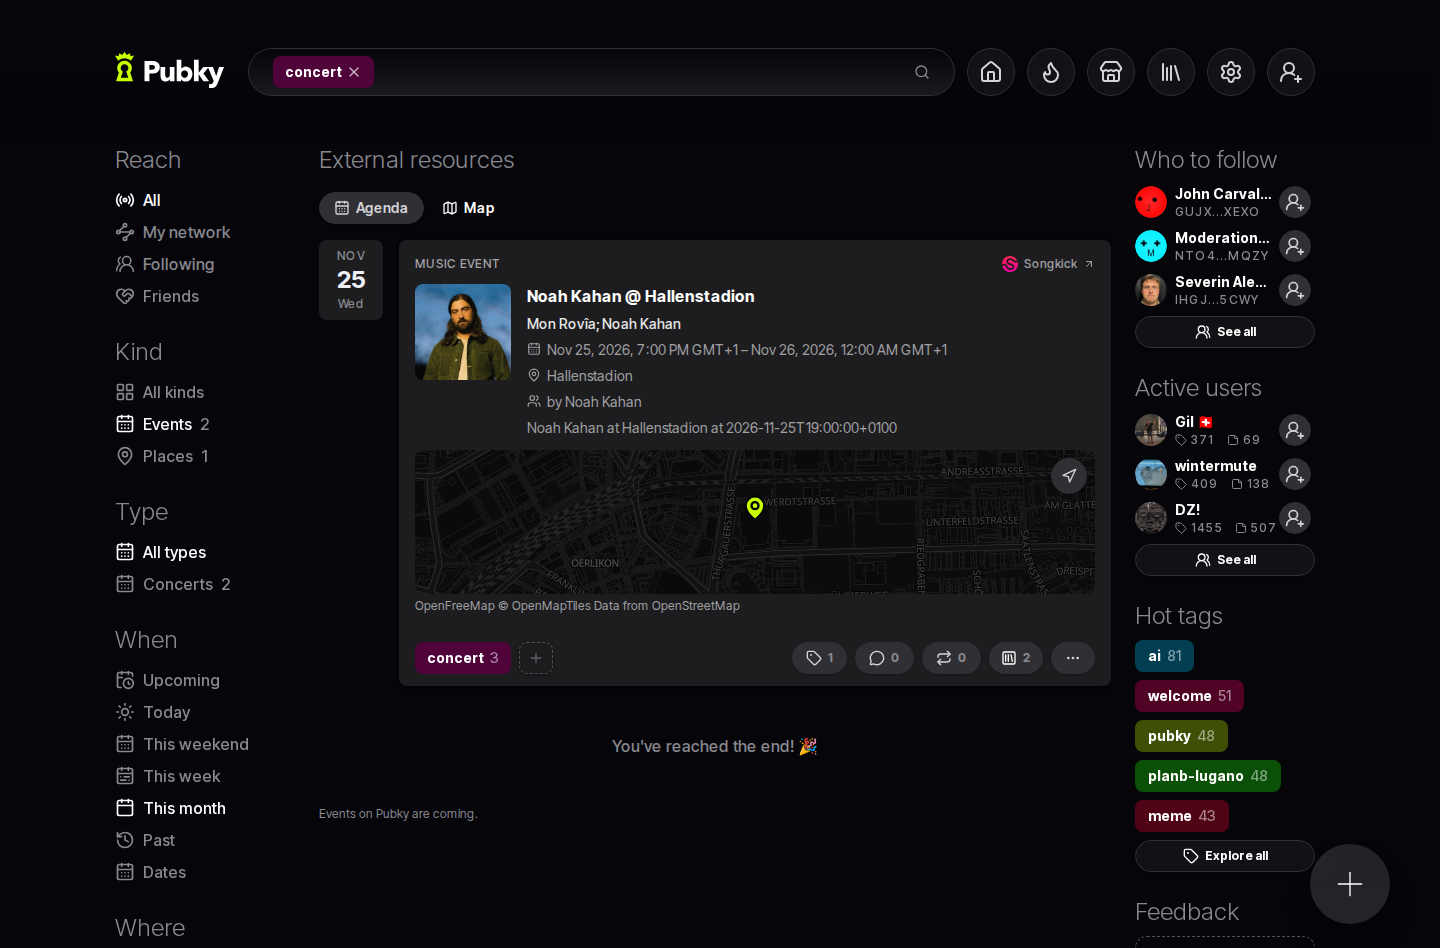 Pubky
concert
Reach
All
My network
Following
Friends
Kind
All kinds
Events 2
Places 1
Type
All types
Concerts 2
When
Upcoming
Today
This weekend
This week
This month
Past
Dates
Where
External resources
Agenda
Map
NOV
25
Wed
MUSIC EVENT
Songkick
Noah Kahan @ Hallenstadion
Mon Rovîa; Noah Kahan
Nov 25, 2026, 7:00 PM GMT+1 – Nov 26, 2026, 12:00 AM GMT+1
Hallenstadion
by Noah Kahan
Noah Kahan at Hallenstadion at 2026-11-25T19:00:00+0100
ANDREASSTRASSE
WERDTSTRASSE
AM GLATTE
UNTERFELDSTRASSE
THURGAUERSTRASSE
OERLIKON
RIEDGRABEN
SAATLENSTRAS
DREISPIT
FRANKLIN
OpenFreeMap © OpenMapTiles Data from OpenStreetMap
concert 3
1
0
0
2
You've reached the end! 🎉
Events on Pubky are coming.
Who to follow
John Carval...
GUJX...XEXO
Moderation...
NTO4...MQZY
Severin Ale...
IHGJ...5CWY
See all
Active users
Gil 🇨🇭
371 69
wintermute
409 138
DZ!
1455 507
See all
Hot tags
ai 81
welcome 51
pubky 48
planb-lugano 48
meme 43
Explore all
Feedback